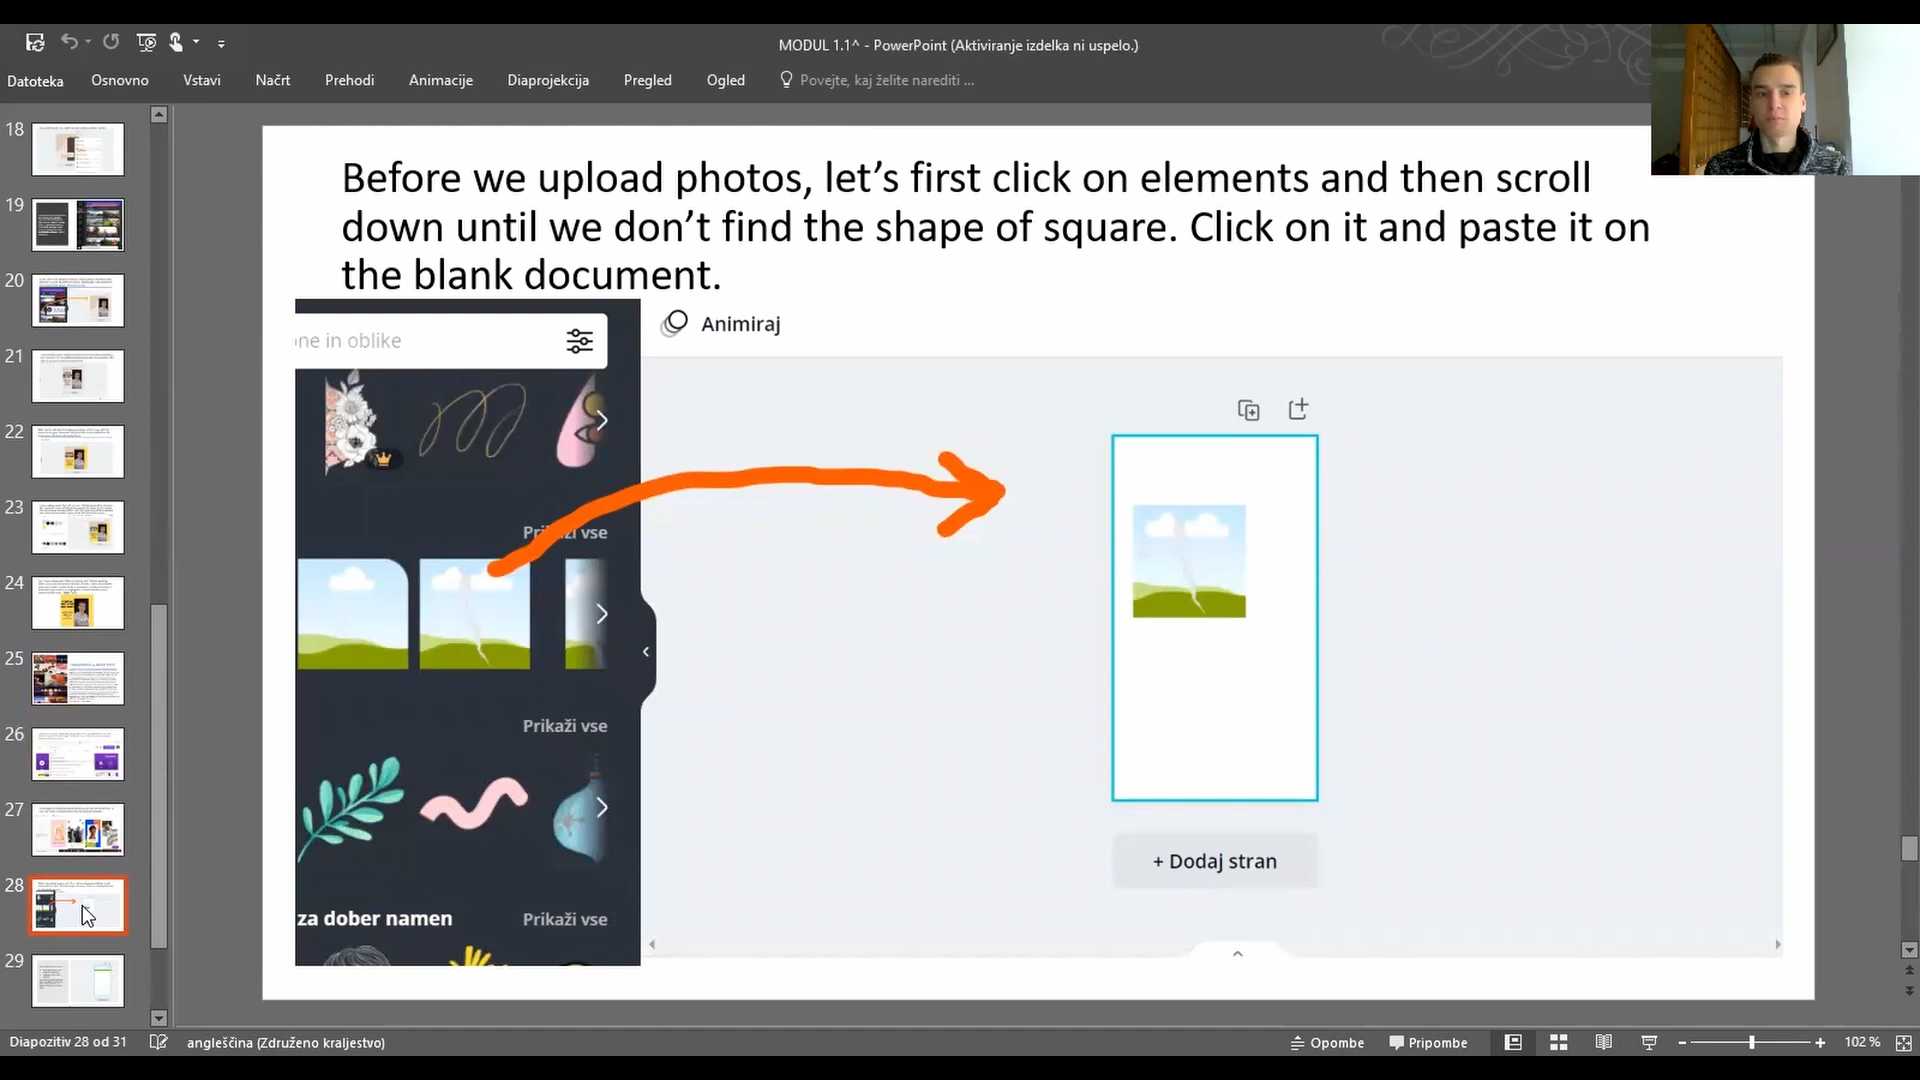 MODUL 1.1^ - PowerPoint (Aktiviranje izdelka ni uspelo.)
Datoteka Osnovno Vstavi Načrt Prehodi Animacije Diaprojekcija Pregled Ogled Povejte, kaj želite narediti ...
18
19
20
21
22
23
24
25
26
27
28
29
Before we upload photos, let’s first click on elements and then scroll
down until we don’t find the shape of square. Click on it and paste it on
the blank document.
one in oblike
Animiraj
Prikaži vse
Prikaži vse
+ Dodaj stran
za dober namen Prikaži vse
Diapozitiv 28 od 31 angleščina (Združeno kraljestvo) Opombe Pripombe 102 %